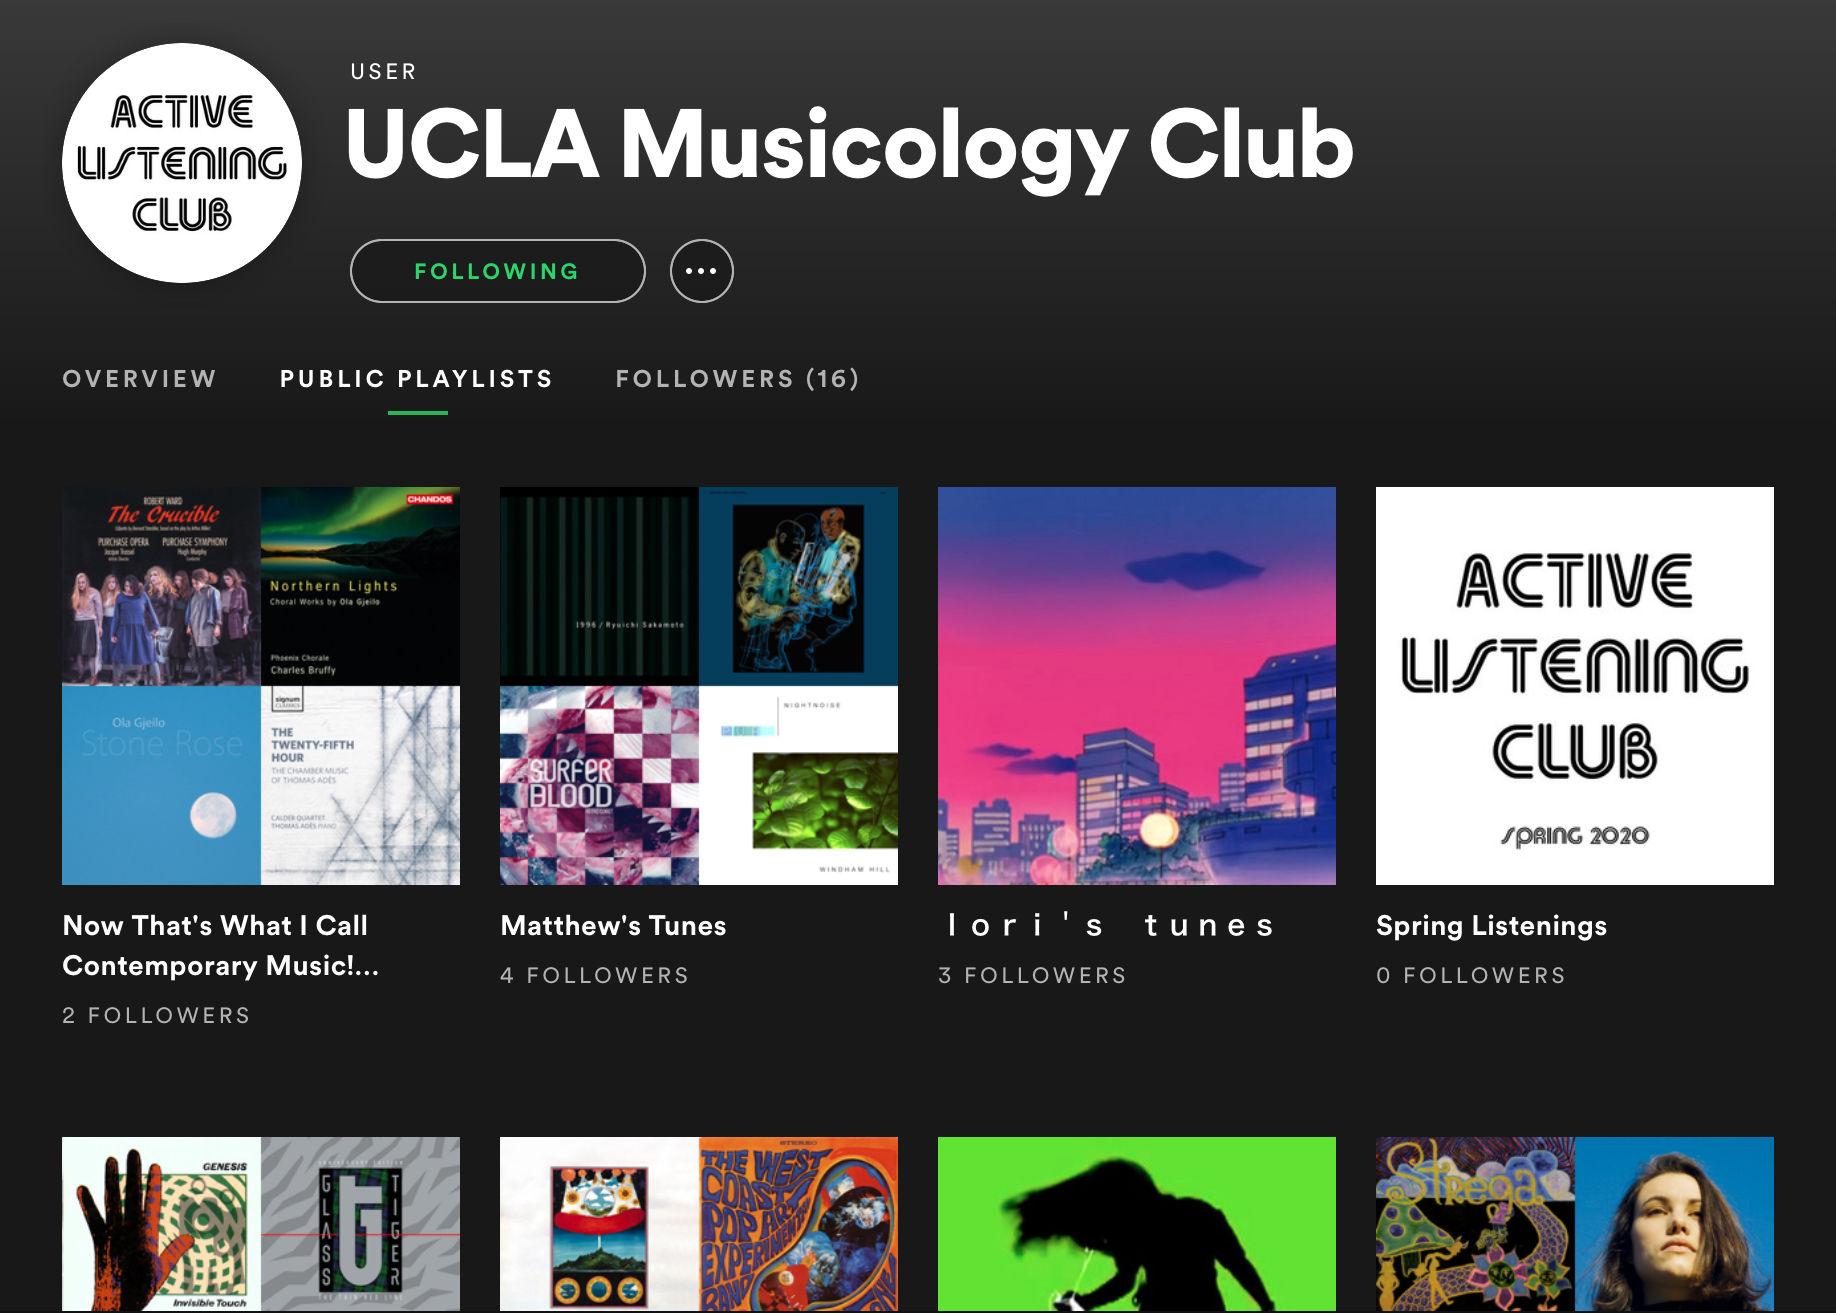 ACTIVE
LISTENING
CLUB
USER
UCLA Musicology Club
FOLLOWING
OVERVIEW
PUBLIC PLAYLISTS
FOLLOWERS (16)
ROBERT WARD
The Crucible
PURCHASE OPERA
PURCHASE SYMPHONY
CHANDOS
Northern Lights
Choral Works by Ola Gjeilo
Phoenix Chorale
Charles Bruffy
Ola Gjeilo
Stone Rose
signum
CLASSICS
THE
TWENTY-FIFTH
HOUR
THE CHAMBER MUSIC
OF THOMAS ADÈS
CALDER QUARTET
THOMAS ADÈS PIANO
Now That's What I Call
Contemporary Music!...
2 FOLLOWERS
1996 / Ryuichi Sakamoto
SURFER
BLOOD
NIGHTNOISE
WINDHAM HILL
Matthew's Tunes
4 FOLLOWERS
lori's tunes
3 FOLLOWERS
ACTIVE
LISTENING
CLUB
SPRING 2020
Spring Listenings
0 FOLLOWERS
GENESIS
Invisible Touch
GLASS
TIGER
THE THIN RED LINE
STEREO
THE WEST
COAST
POP ART
EXPERIMENTAL
BAND
Strega